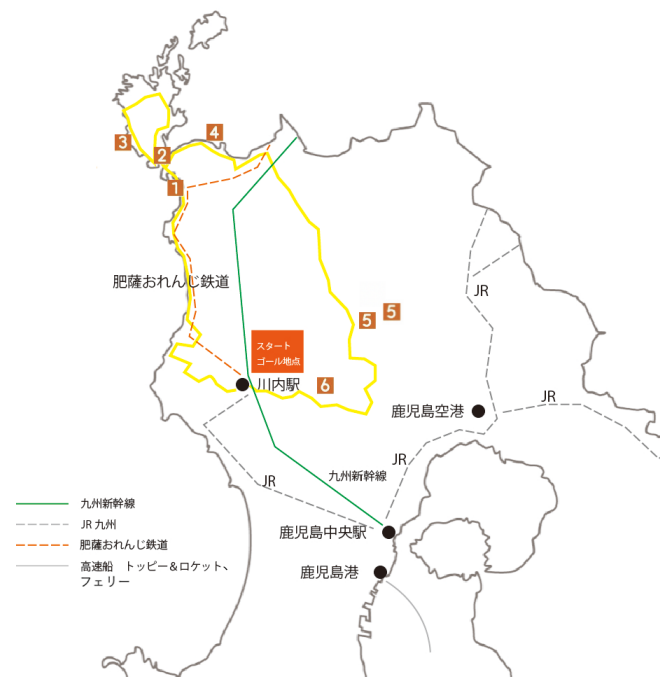 4
3
2
1
肥薩おれんじ鉄道
JR
5
5
スタート
ゴール地点
川内駅
6
鹿児島空港
JR
JR
九州新幹線
JR
鹿児島中央駅
鹿児島港
九州新幹線
JR 九州
肥薩おれんじ鉄道
高速船　トッピー＆ロケット、
フェリー